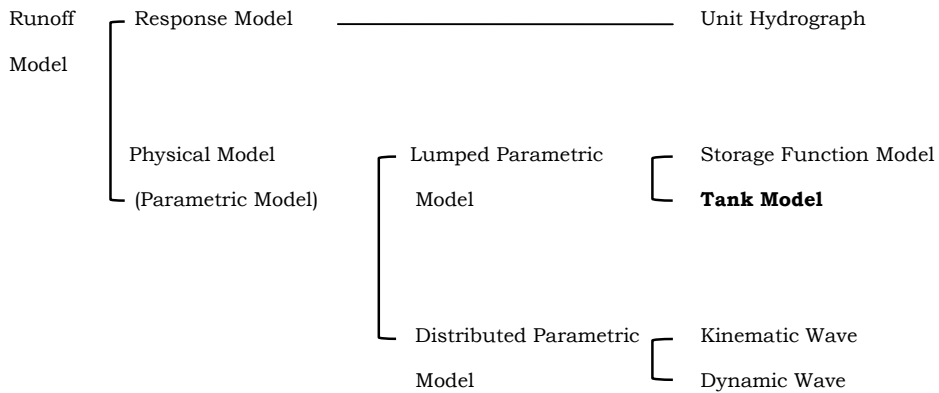 Runoff Response Model Unit Hydrograph
Model
Physical Model Lumped Parametric Storage Function Model
(Parametric Model) Model Tank Model
Distributed Parametric Kinematic Wave
Model Dynamic Wave